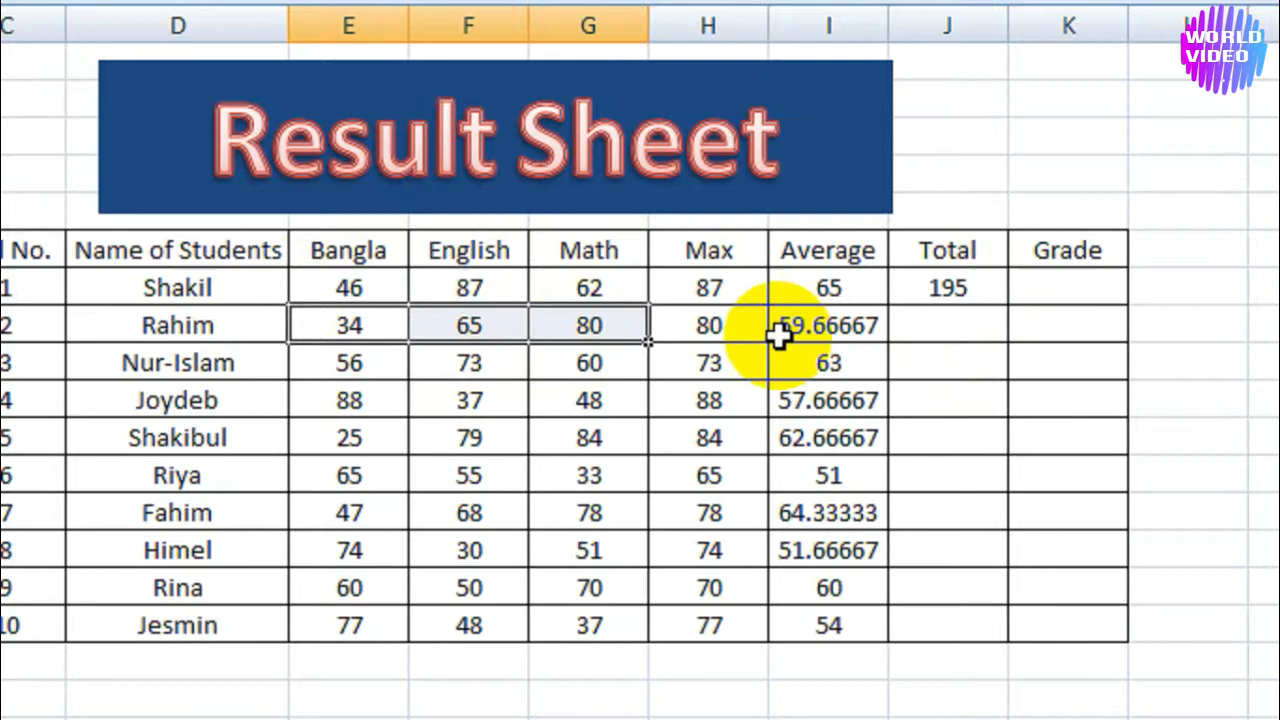 C D E F G H I J K
WORLD
VIDEO
Result Sheet
No. Name of Students Bangla English Math Max Average Total Grade
1 Shakil 46 87 62 87 65 195
2 Rahim 34 65 80 80 59.66667
3 Nur-Islam 56 73 60 73 63
4 Joydeb 88 37 48 88 57.66667
5 Shakibul 25 79 84 84 62.66667
6 Riya 65 55 33 65 51
7 Fahim 47 68 78 78 64.33333
8 Himel 74 30 51 74 51.66667
9 Rina 60 50 70 70 60
10 Jesmin 77 48 37 77 54